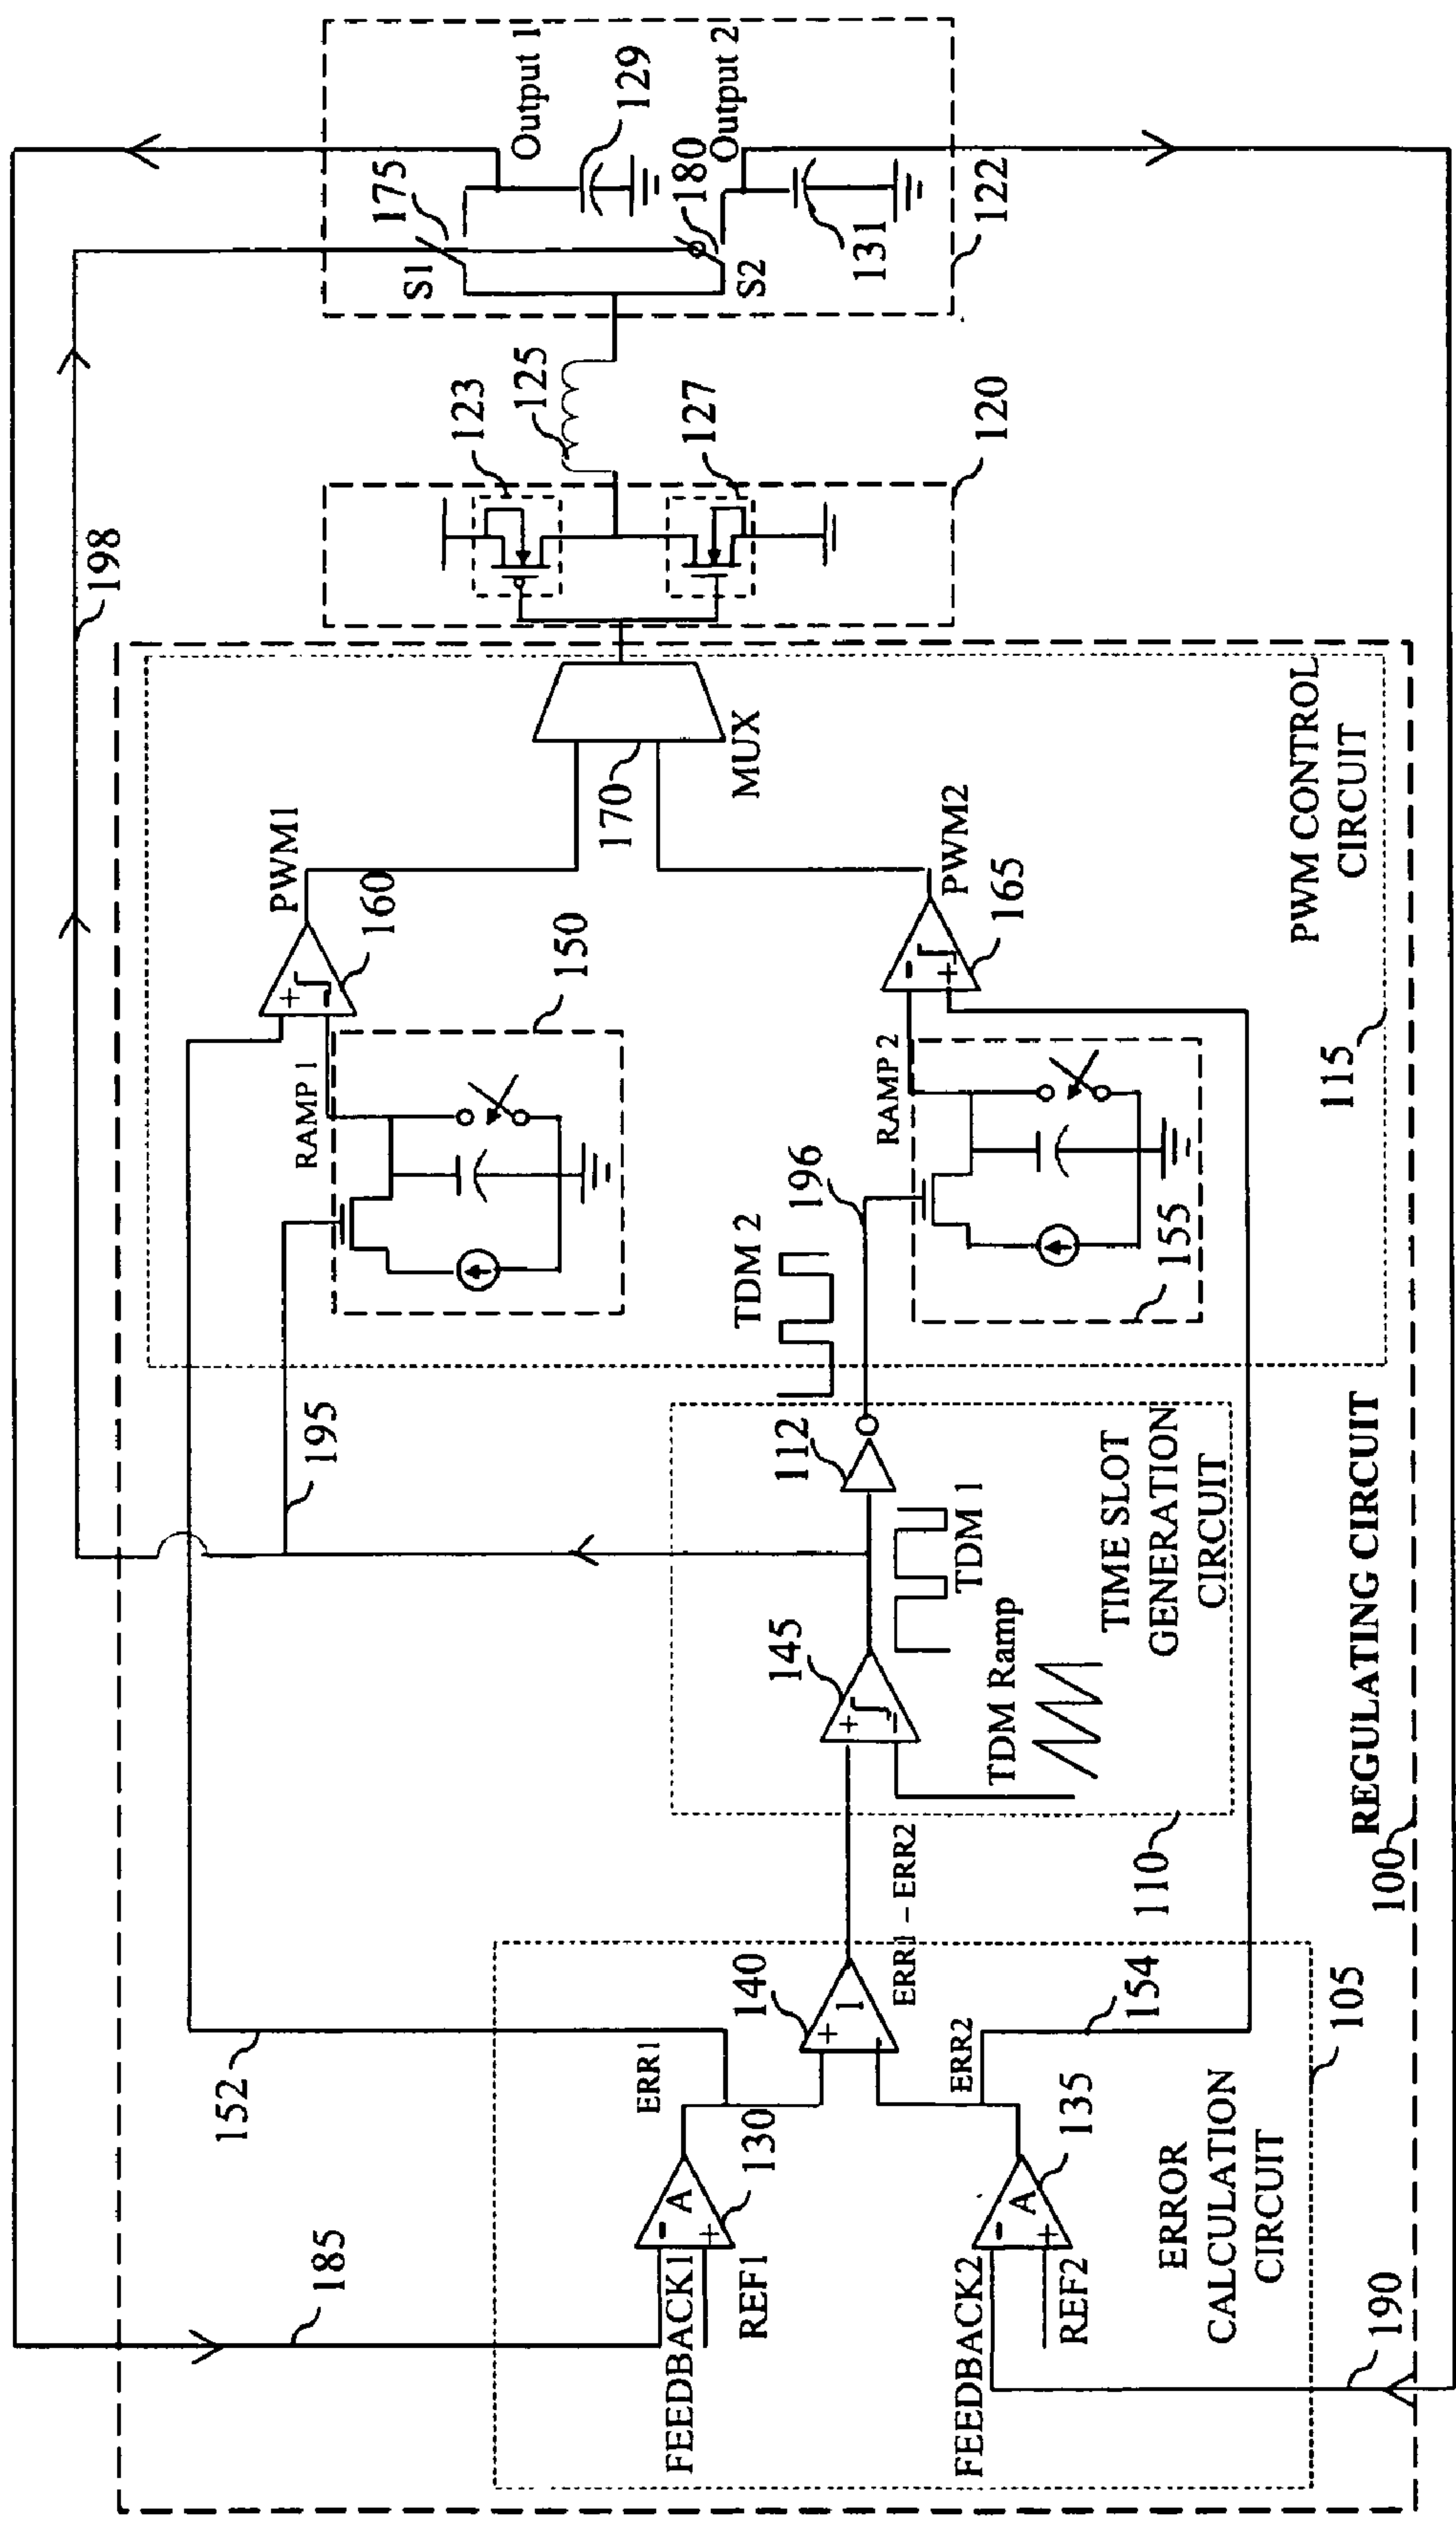 198
Output 1
175
129
S1
180
Output 2
S2
131
122
123
125
127
120
PWM1
160
170
MUX
PWM2
165
150
RAMP 1
RAMP 2
196
TDM 2
155
PWM CONTROL
CIRCUIT
115
195
112
145
TDM 1
TDM Ramp
TIME SLOT
GENERATION
CIRCUIT
110
REGULATING CIRCUIT
100
152
ERR1
+
-
A
130
FEEDBACK1
REF1
185
140
+
1
ERR1 - ERR2
ERR2
154
-
+
A
135
FEEDBACK2
REF2
ERROR
CALCULATION
CIRCUIT
105
190